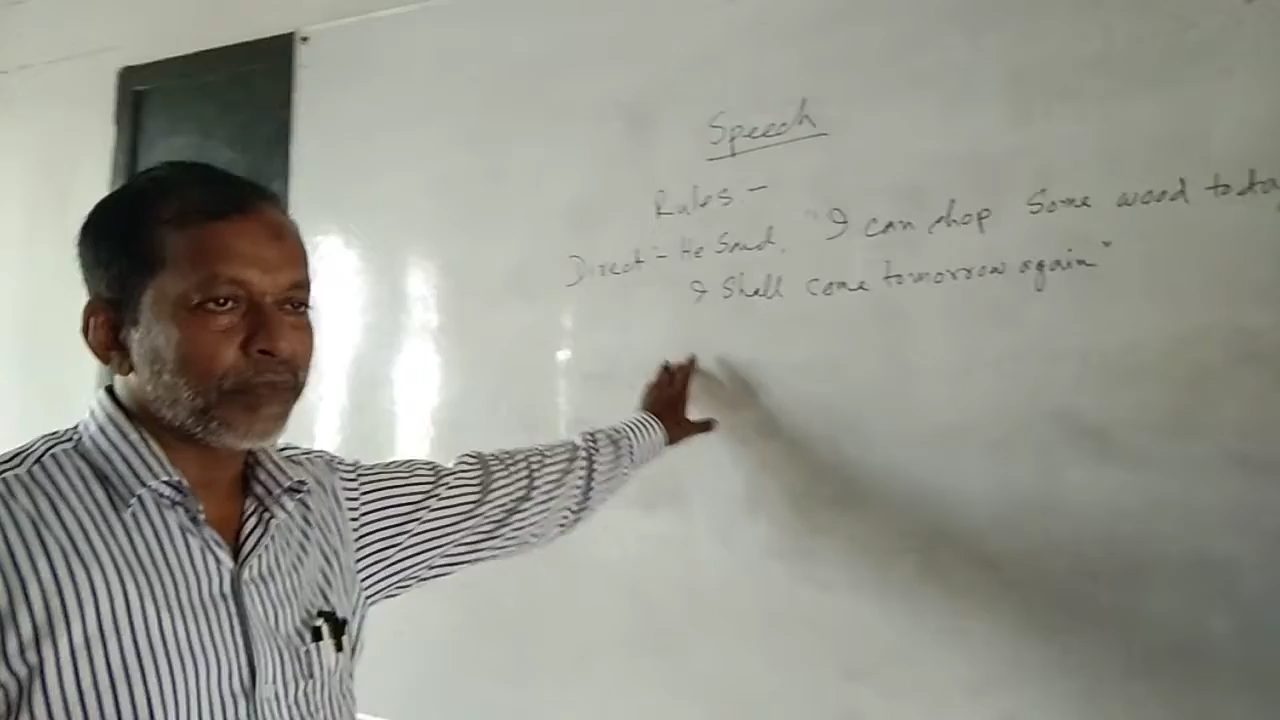 Speech
Rules:-
Direct:- He Said, "I can chop Some wood today
I Shall come tomorrow again"